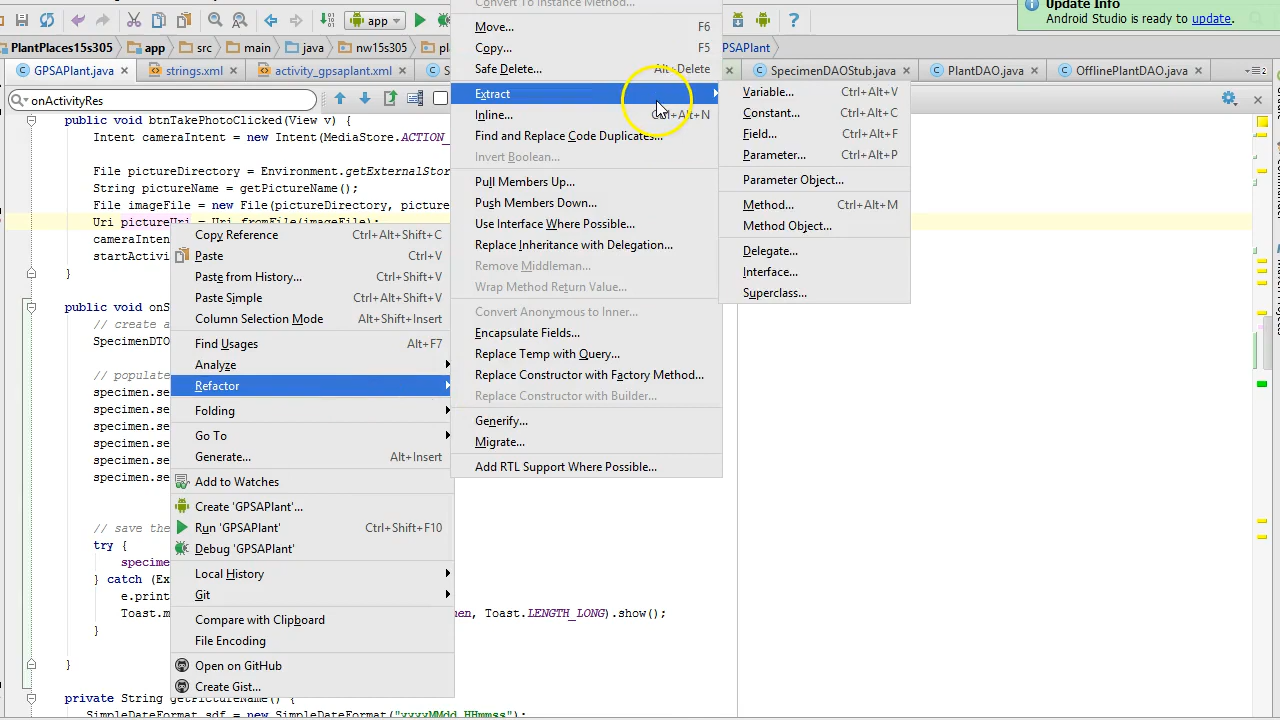 Convert To Instance Method...
Update Info
Android Studio is ready to update.
app
Move... F6
PlantPlaces15s305 app src main java nw15s305 pl
Copy... F5
PSAPlant
GPSAPlant.java strings.xml activity_gpsaplant.xml S
Safe Delete... Alt+Delete
SpecimenDAOStub.java PlantDAO.java OfflinePlantDAO.java
onActivityRes
Extract
Inline... Ctrl+Alt+N
Find and Replace Code Duplicates...
Invert Boolean...
Pull Members Up...
Push Members Down...
Use Interface Where Possible...
Replace Inheritance with Delegation...
Remove Middleman...
Wrap Method Return Value...
Convert Anonymous to Inner...
Encapsulate Fields...
Replace Temp with Query...
Replace Constructor with Factory Method...
Replace Constructor with Builder...
Generify...
Migrate...
Add RTL Support Where Possible...
Variable... Ctrl+Alt+V
Constant... Ctrl+Alt+C
Field... Ctrl+Alt+F
Parameter... Ctrl+Alt+P
Parameter Object...
Method... Ctrl+Alt+M
Method Object...
Delegate...
Interface...
Superclass...
public void btnTakePhotoClicked(View v) {
Intent cameraIntent = new Intent(MediaStore.ACTION_
File pictureDirectory = Environment.getExternalStor
String pictureName = getPictureName();
File imageFile = new File(pictureDirectory, picture
Uri pictureUri = Uri.fromFile(imageFile);
cameraInten
startActivi
}
Copy Reference Ctrl+Alt+Shift+C
Paste Ctrl+V
Paste from History... Ctrl+Shift+V
Paste Simple Ctrl+Alt+Shift+V
Column Selection Mode Alt+Shift+Insert
Find Usages Alt+F7
Analyze
Refactor
Folding
Go To
Generate... Alt+Insert
Add to Watches
Create 'GPSAPlant'...
Run 'GPSAPlant' Ctrl+Shift+F10
Debug 'GPSAPlant'
Local History
Git
Compare with Clipboard
File Encoding
Open on GitHub
Create Gist...
public void onS
// create a
SpecimenDTO
// populate
specimen.se
specimen.se
specimen.se
specimen.se
specimen.se
specimen.se
// save the
try {
specime
} catch (Ex
e.print
Toast.m en, Toast.LENGTH_LONG).show();
}
}
private String getPictureName() {
SimpleDateFormat sdf = new SimpleDateFormat("yyyyMMdd_HHmmss");